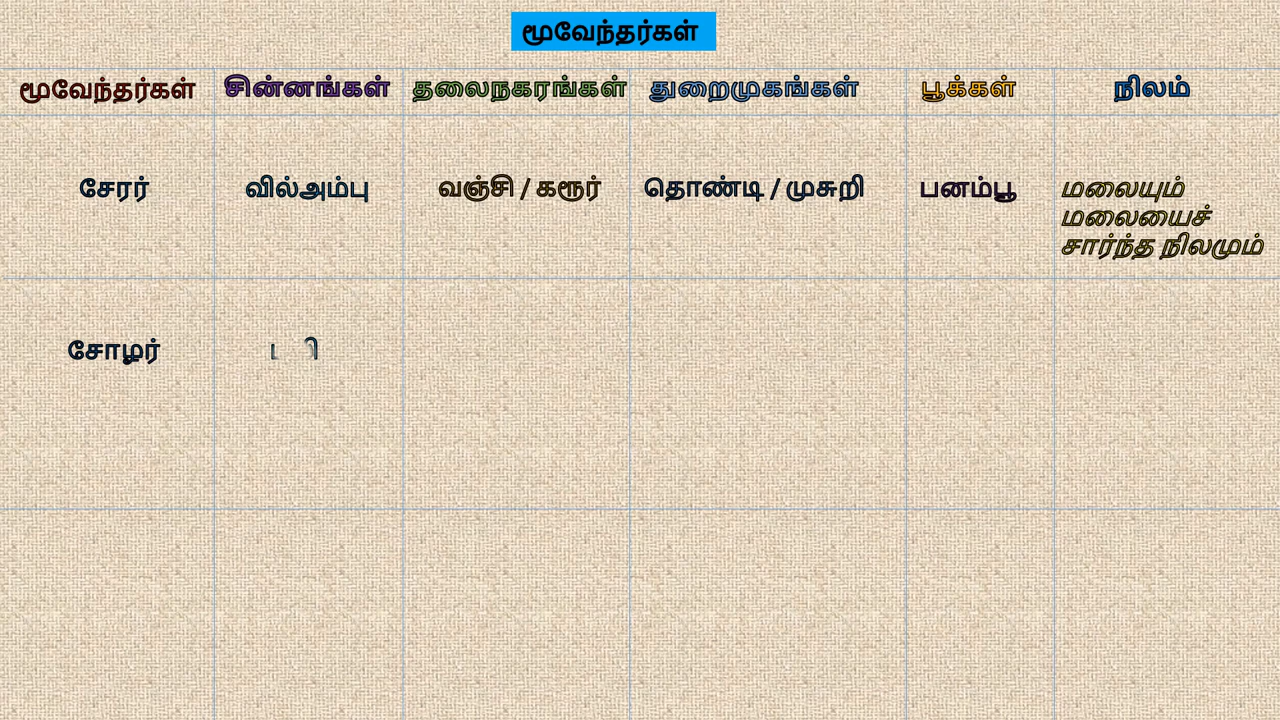 மூவேந்தர்கள்
மூவேந்தர்கள் சின்னங்கள் தலைநகரங்கள் துறைமுகங்கள் பூக்கள் நிலம்
சேரர் வில்அம்பு வஞ்சி / கரூர் தொண்டி / முசுறி பனம்பூ மலையும்
மலையைச்
சார்ந்த நிலமும்
சோழர்